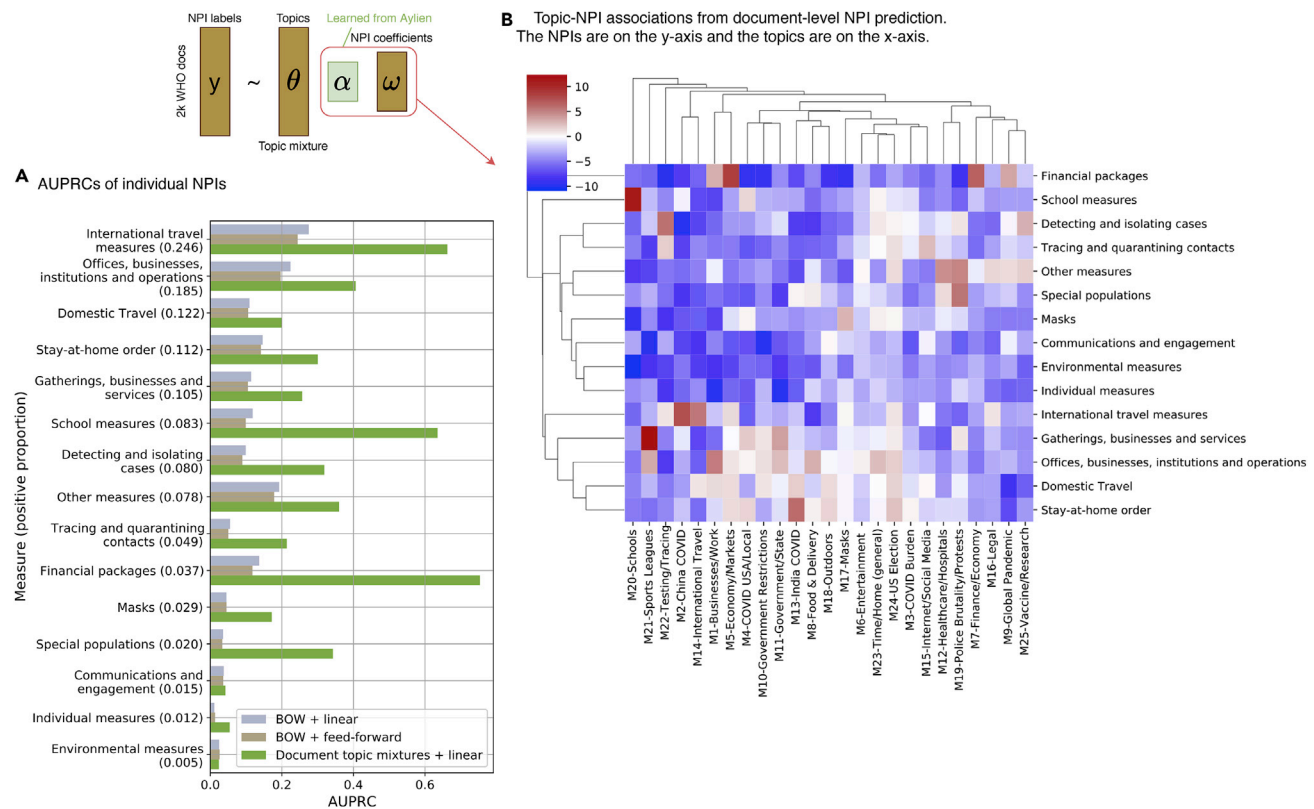 NPI labels
Topics
Learned from Aylien
NPI coefficients
2k WHO docs
y
~
θ
α
ω
Topic mixture
A AUPRCs of individual NPIs
Measure (positive proportion)
International travel
measures (0.246)
Offices, businesses,
institutions and operations
(0.185)
Domestic Travel (0.122)
Stay-at-home order (0.112)
Gatherings, businesses and
services (0.105)
School measures (0.083)
Detecting and isolating
cases (0.080)
Other measures (0.078)
Tracing and quarantining
contacts (0.049)
Financial packages (0.037)
Masks (0.029)
Special populations (0.020)
Communications and
engagement (0.015)
Individual measures (0.012)
Environmental measures
(0.005)
BOW + linear
BOW + feed-forward
Document topic mixtures + linear
0.0 0.2 0.4 0.6
AUPRC
B Topic-NPI associations from document-level NPI prediction.
The NPIs are on the y-axis and the topics are on the x-axis.
10
5
0
−5
−10
Financial packages
School measures
Detecting and isolating cases
Tracing and quarantining contacts
Other measures
Special populations
Masks
Communications and engagement
Environmental measures
Individual measures
International travel measures
Gatherings, businesses and services
Offices, businesses, institutions and operations
Domestic Travel
Stay-at-home order
M20-Schools
M21-Sports Leagues
M22-Testing/Tracing
M2-China COVID
M14-International Travel
M1-Businesses/Work
M5-Economy/Markets
M4-COVID USA/Local
M10-Government Restrictions
M11-Government/State
M13-India COVID
M8-Food & Delivery
M18-Outdoors
M17-Masks
M6-Entertainment
M23-Time/Home (general)
M24-US Election
M3-COVID Burden
M15-Internet/Social Media
M12-Healthcare/Hospitals
M19-Police Brutality/Protests
M7-Finance/Economy
M16-Legal
M9-Global Pandemic
M25-Vaccine/Research